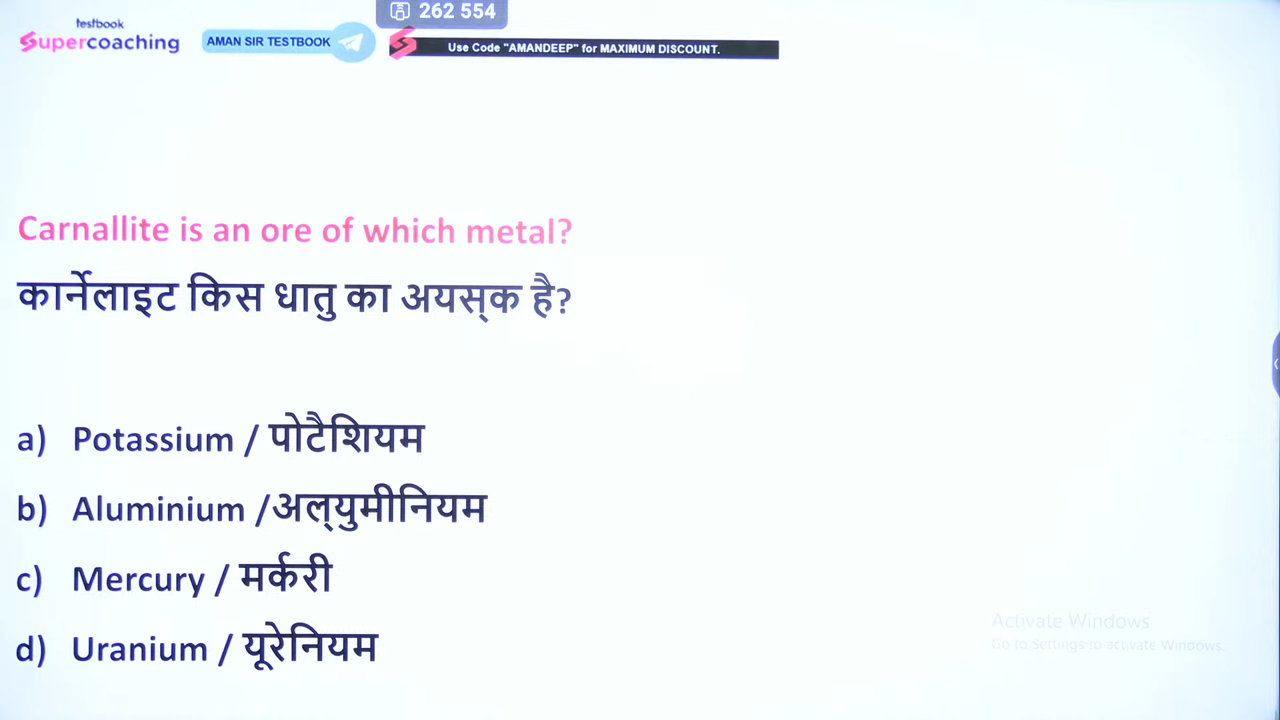 testbook
Supercoaching
AMAN SIR TESTBOOK
262 554
Use Code "AMANDEEP" for MAXIMUM DISCOUNT.
Carnallite is an ore of which metal?
कार्नेलाइट किस धातु का अयस्‌क है?
a) Potassium / पोटैशियम
b) Aluminium /अल्‌युमीनियम
c) Mercury / मर्करी
d) Uranium / यूरेनियम
Activate Windows
Go to Settings to activate Windows.